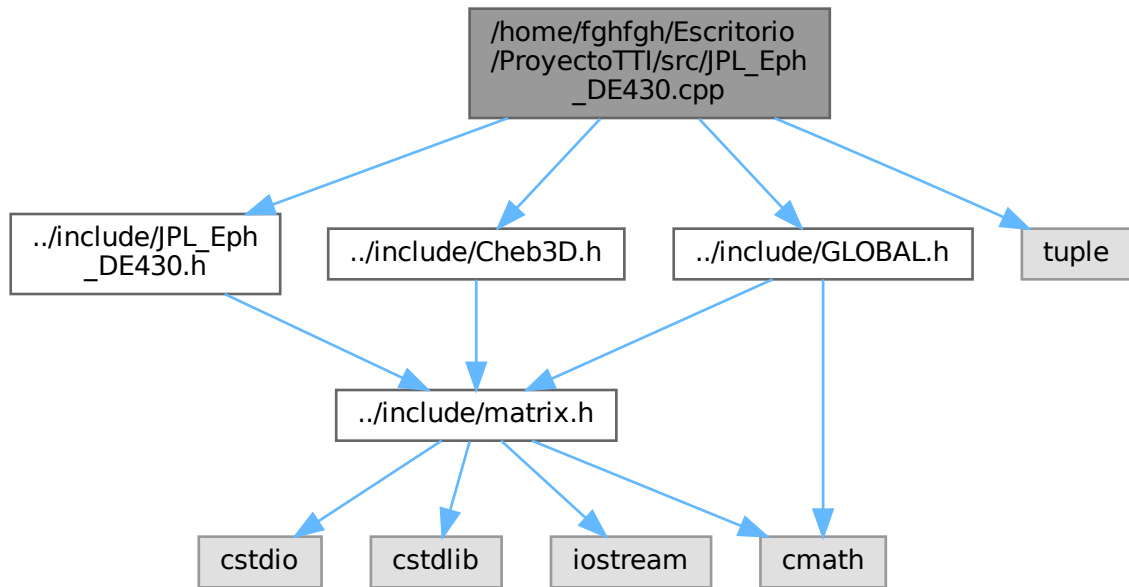 /home/fghfgh/Escritorio
/ProyectoTTI/src/JPL_Eph
_DE430.cpp
../include/JPL_Eph
_DE430.h
../include/Cheb3D.h
../include/GLOBAL.h
tuple
../include/matrix.h
cstdio
cstdlib
iostream
cmath